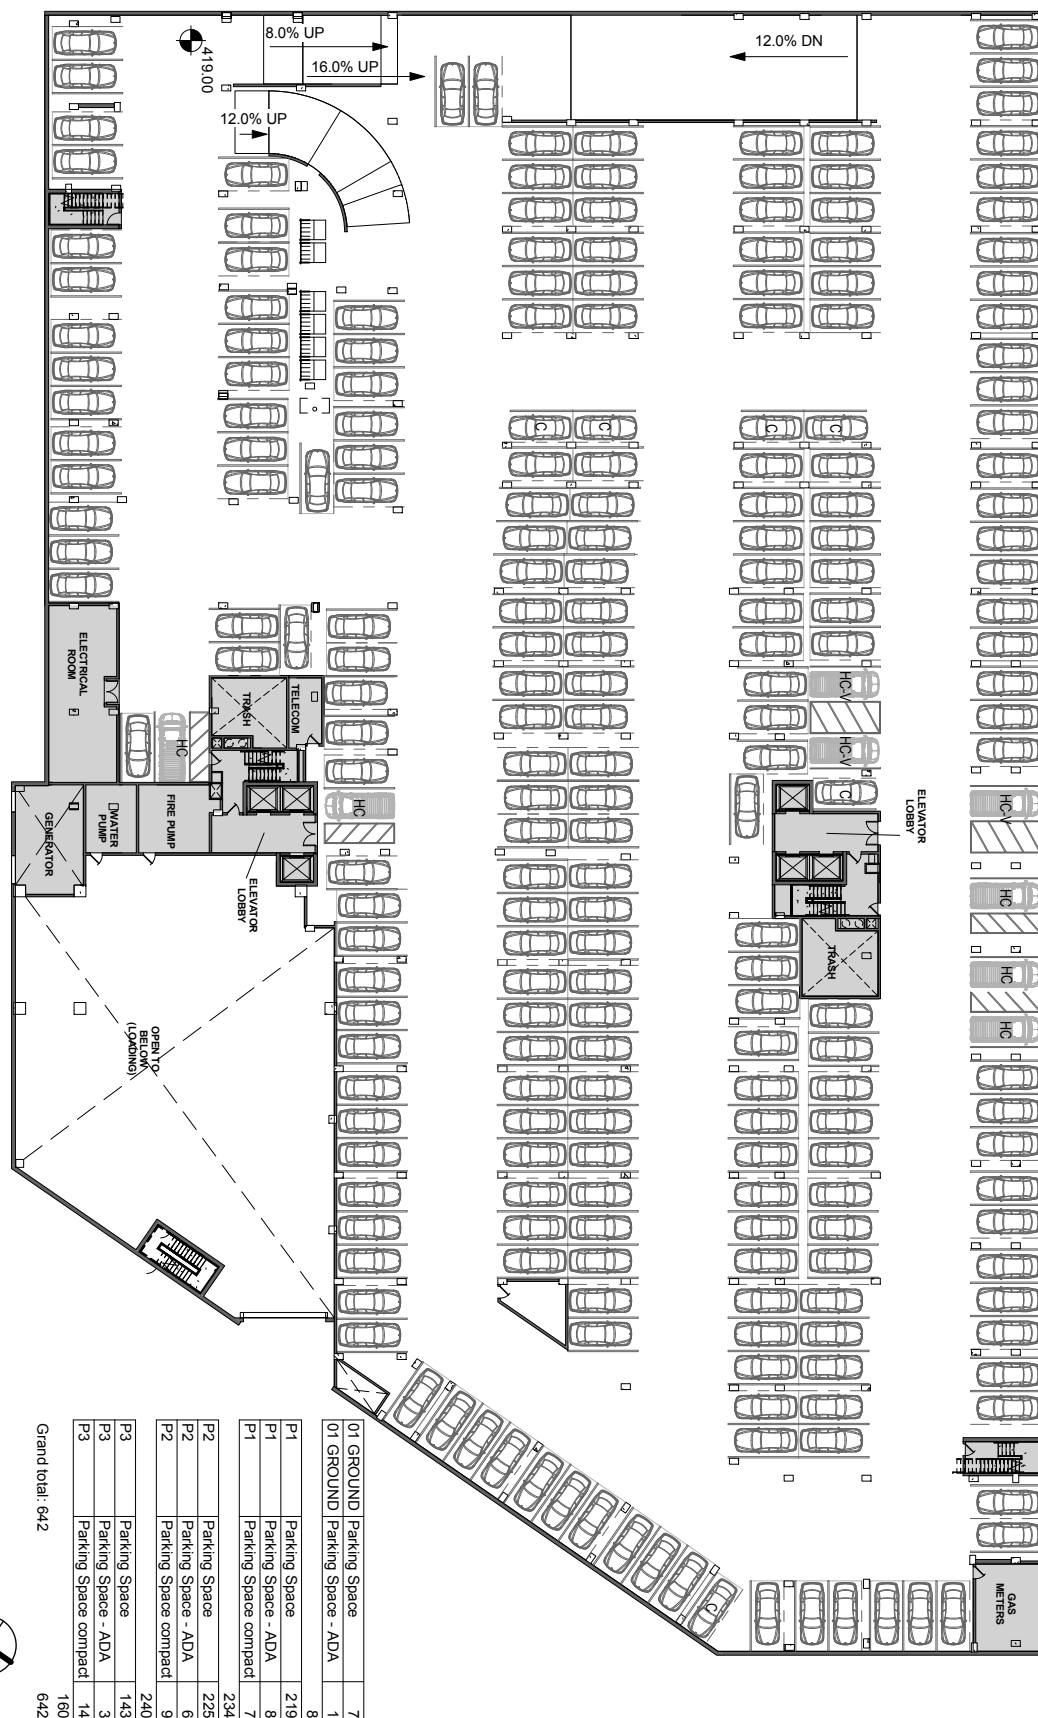 8.0% UP
16.0% UP
12.0% DN
419.00
12.0% UP
C
C
C
C
ELECTRICAL
ROOM
TELECOM
TRASH
HC
HC-V
HC-V
C
HC
HC-V
FIRE PUMP
WATER
PUMP
GENERATOR
ELEVATOR
LOBBY
ELEVATOR
LOBBY
HC
TRASH
HC
HC
OPEN TO
BELOW
(LOADING)
C
GAS
METERS
01 GROUND Parking Space 7
01 GROUND Parking Space - ADA 1
8
P1 Parking Space 219
P1 Parking Space - ADA 8
P1 Parking Space compact 7
234
P2 Parking Space 225
P2 Parking Space - ADA 6
P2 Parking Space compact 9
240
P3 Parking Space 143
P3 Parking Space - ADA 3
P3 Parking Space compact 14
160
Grand total: 642 642